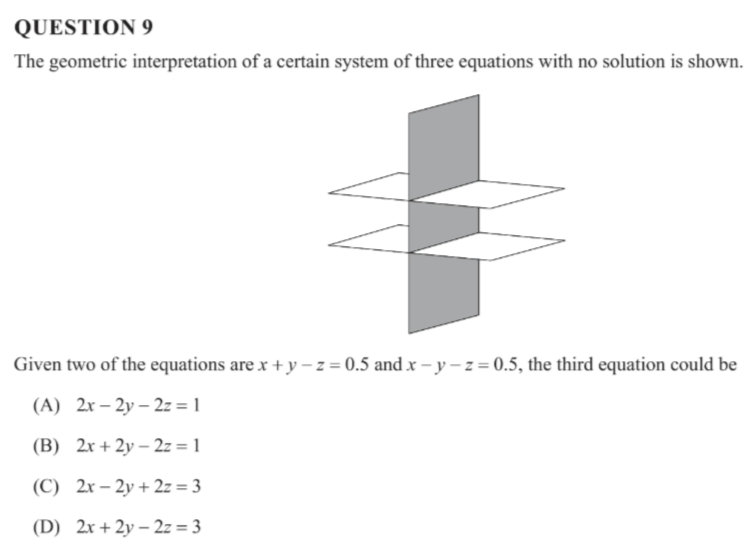 QUESTION 9
The geometric interpretation of a certain system of three equations with no solution is shown.
Given two of the equations are x + y – z = 0.5 and x – y – z = 0.5, the third equation could be
(A) 2x – 2y – 2z = 1
(B) 2x + 2y – 2z = 1
(C) 2x – 2y + 2z = 3
(D) 2x + 2y – 2z = 3